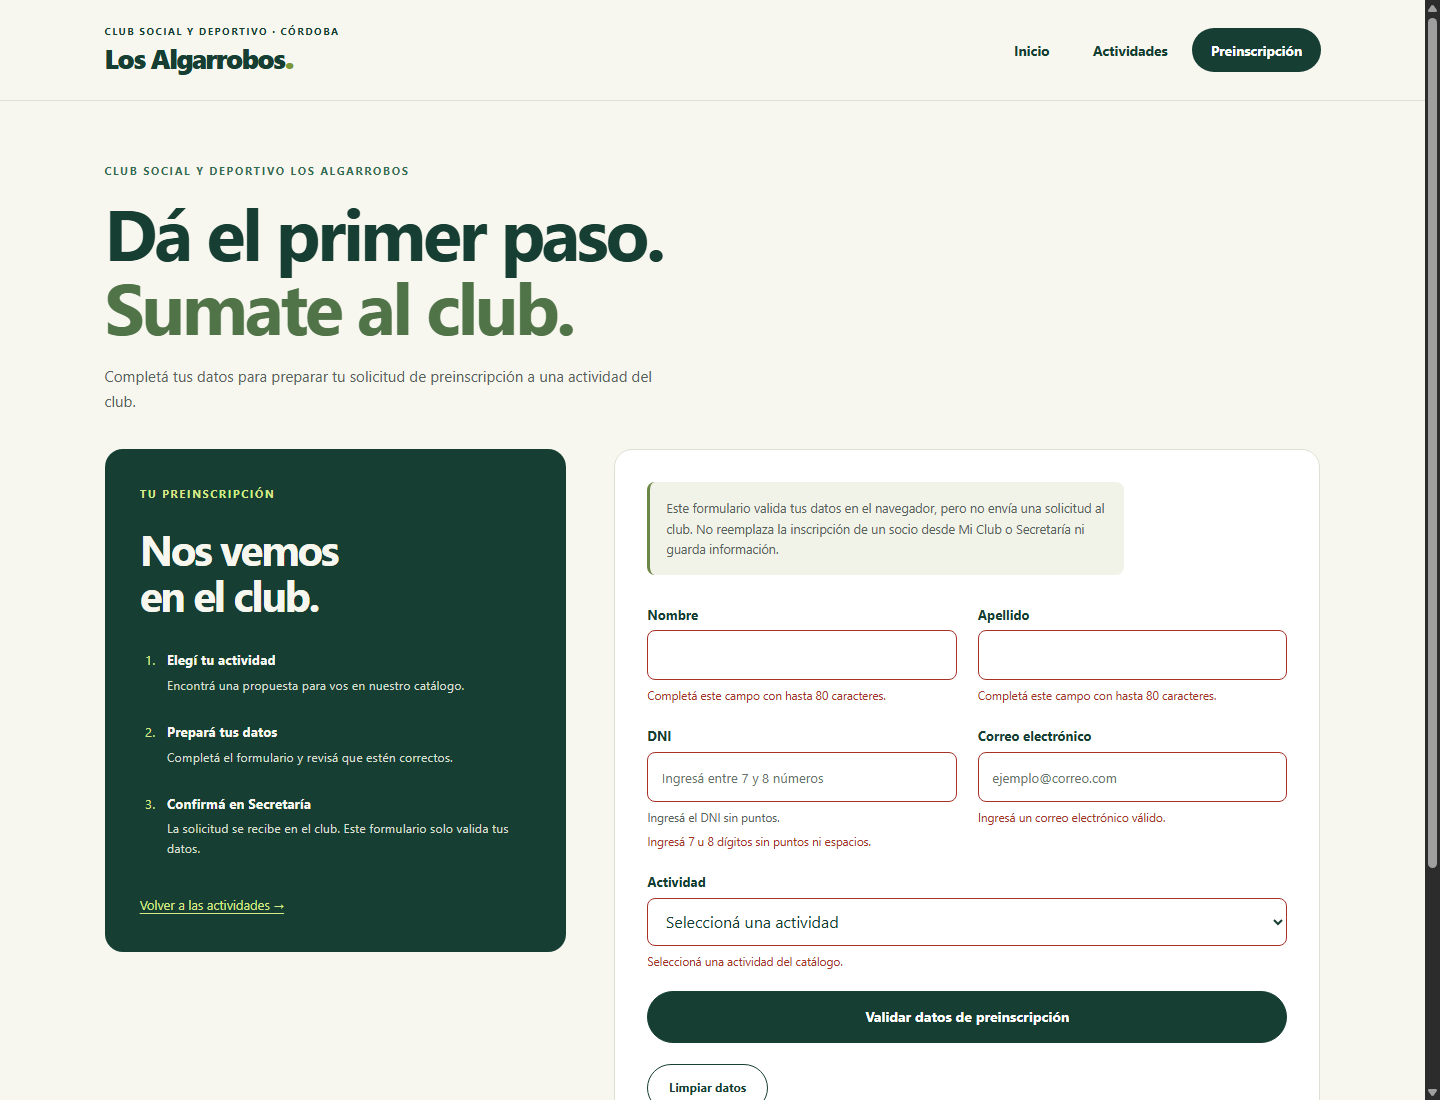 CLUB SOCIAL Y DEPORTIVO · CÓRDOBA
Los Algarrobos.
Inicio
Actividades
Preinscripción
CLUB SOCIAL Y DEPORTIVO LOS ALGARROBOS
Dá el primer paso.
Sumate al club.
Completá tus datos para preparar tu solicitud de preinscripción a una actividad del
club.
TU PREINSCRIPCIÓN
Nos vemos
en el club.
1. Elegí tu actividad
Encontrá una propuesta para vos en nuestro catálogo.
2. Prepará tus datos
Completá el formulario y revisá que estén correctos.
3. Confirmá en Secretaría
La solicitud se recibe en el club. Este formulario solo valida tus
datos.
Volver a las actividades →
Este formulario valida tus datos en el navegador, pero no envía una solicitud al
club. No reemplaza la inscripción de un socio desde Mi Club o Secretaría ni
guarda información.
Nombre
Completá este campo con hasta 80 caracteres.
Apellido
Completá este campo con hasta 80 caracteres.
DNI
Ingresá entre 7 y 8 números
Ingresá el DNI sin puntos.
Ingresá 7 u 8 dígitos sin puntos ni espacios.
Correo electrónico
ejemplo@correo.com
Ingresá un correo electrónico válido.
Actividad
Seleccioná una actividad
Seleccioná una actividad del catálogo.
Validar datos de preinscripción
Limpiar datos